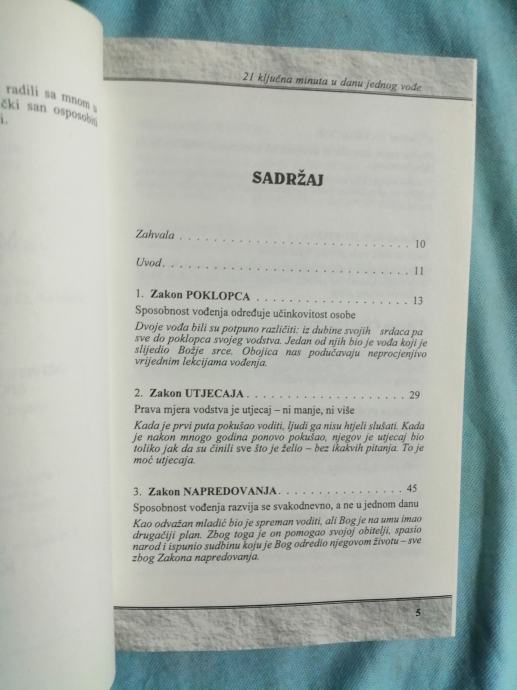 radili sa mnom u
čki san osposobiti
i.
21 ključna minuta u danu jednog vođe
SADRŽAJ
Zahvala . . . . . . . . . . . . . . . . . . . . . . . . 10
Uvod. . . . . . . . . . . . . . . . . . . . . . . . . 11
1. Zakon POKLOPCA . . . . . . . . . . . . . . . . 13
Sposobnost vođenja određuje učinkovitost osobe
Dvoje vođa bili su potpuno različiti: iz dubine svojih srdaca pa
sve do poklopca svojeg vodstva. Jedan od njih bio je vođa koji je
slijedio Božje srce. Obojica nas podučavaju neprocjenjivo
vrijednim lekcijama vođenja.
2. Zakon UTJECAJA. . . . . . . . . . . . . . . . . 29
Prava mjera vodstva je utjecaj – ni manje, ni više
Kada je prvi puta pokušao voditi, ljudi ga nisu htjeli slušati. Kada
je nakon mnogo godina ponovo pokušao, njegov je utjecaj bio
toliko jak da su činili sve što je želio – bez ikakvih pitanja. To je
moć utjecaja.
3. Zakon NAPREDOVANJA. . . . . . . . . . . . . 45
Sposobnost vođenja razvija se svakodnevno, a ne u jednom danu
Kao odvažan mladić bio je spreman voditi, ali Bog je na umu imao
drugačiji plan. Zbog toga je on pomogao svojoj obitelji, spasio
narod i ispunio sudbinu koju je Bog odredio njegovom životu – sve
zbog Zakona napredovanja.
5